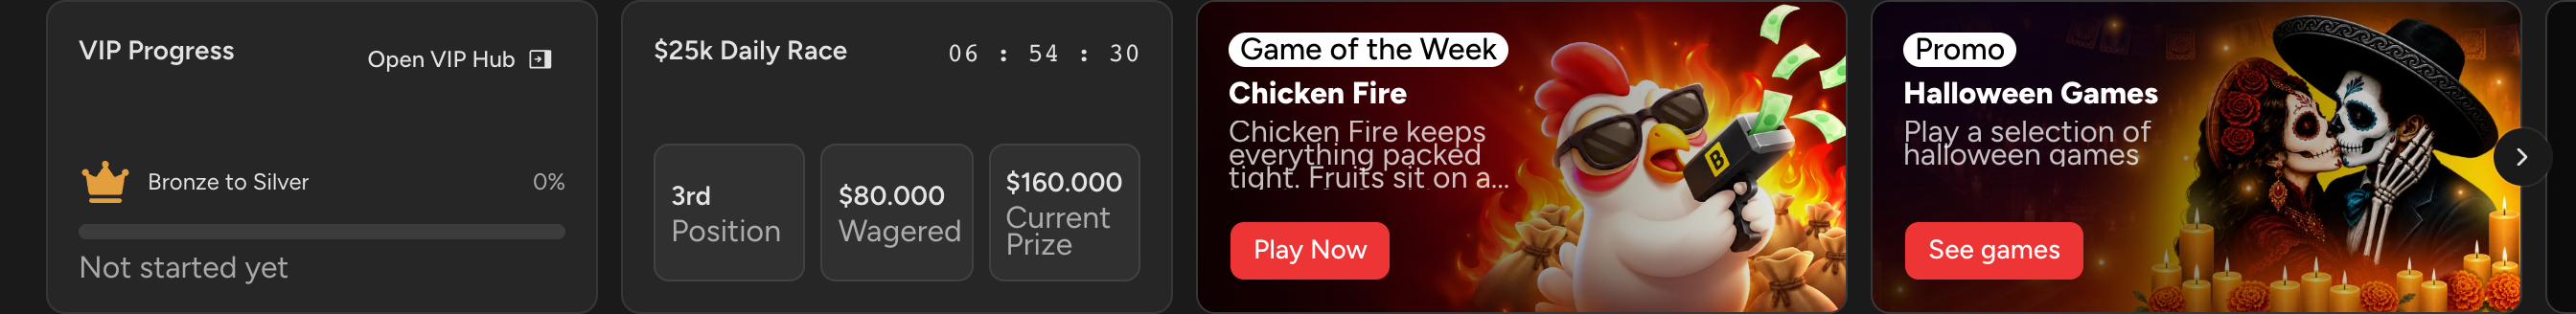 VIP Progress
Open VIP Hub
Bronze to Silver
0%
Not started yet
$25k Daily Race
06 : 54 : 30
3rd
Position
$80.000
Wagered
$160.000
Current
Prize
Game of the Week
Chicken Fire
Chicken Fire keeps
everything packed
tight. Fruits sit on a...
Play Now
B
Promo
Halloween Games
Play a selection of
halloween games
See games